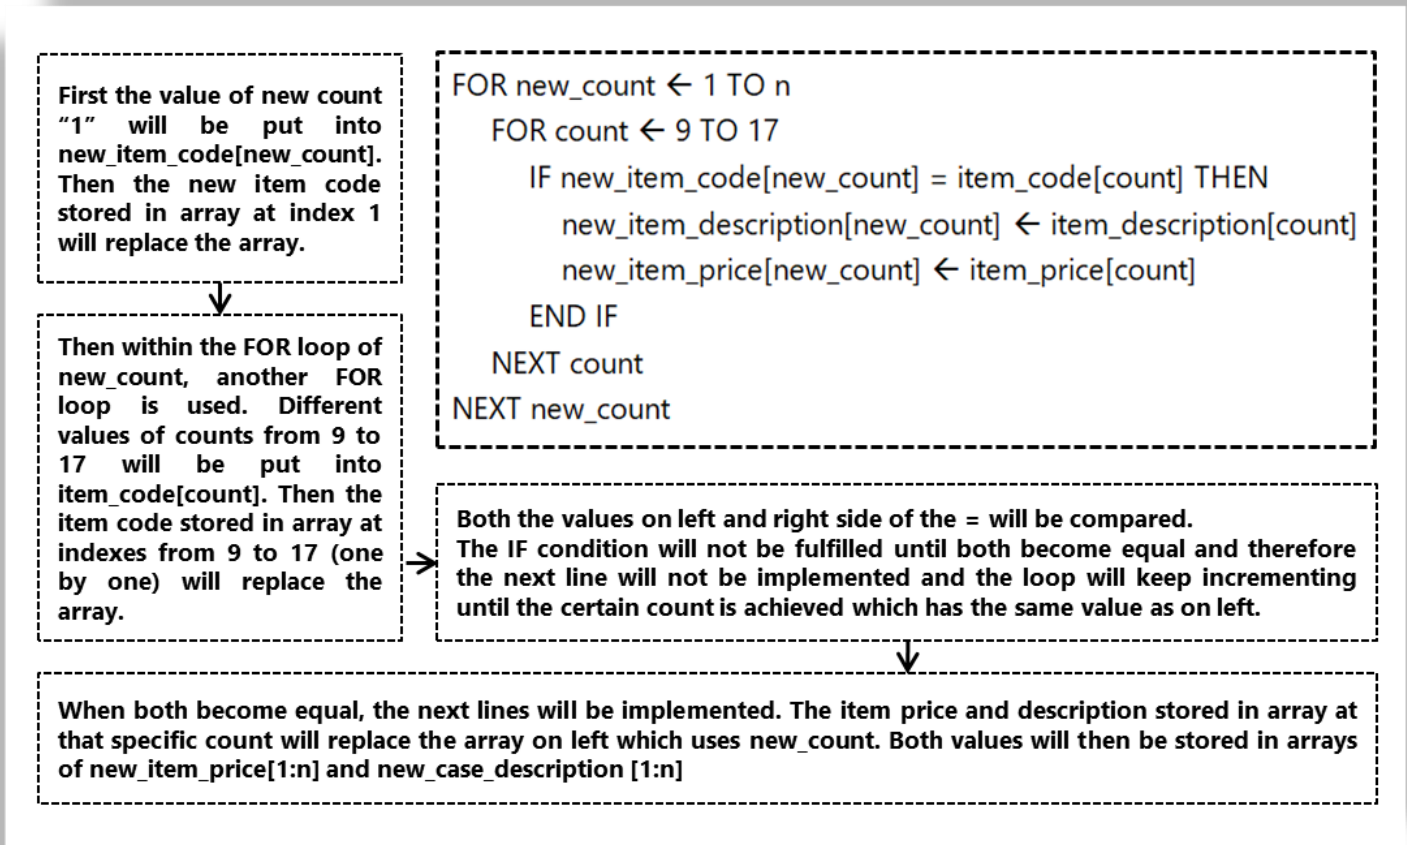 First the value of new count
“1” will be put into
new_item_code[new_count].
Then the new item code
stored in array at index 1
will replace the array.
FOR new_count ← 1 TO n
FOR count ← 9 TO 17
IF new_item_code[new_count] = item_code[count] THEN
new_item_description[new_count] ← item_description[count]
new_item_price[new_count] ← item_price[count]
END IF
NEXT count
NEXT new_count
Then within the FOR loop of
new_count, another FOR
loop is used. Different
values of counts from 9 to
17 will be put into
item_code[count]. Then the
item code stored in array at
indexes from 9 to 17 (one
by one) will replace the
array.
Both the values on left and right side of the = will be compared.
The IF condition will not be fulfilled until both become equal and therefore
the next line will not be implemented and the loop will keep incrementing
until the certain count is achieved which has the same value as on left.
When both become equal, the next lines will be implemented. The item price and description stored in array at
that specific count will replace the array on left which uses new_count. Both values will then be stored in arrays
of new_item_price[1:n] and new_case_description [1:n]